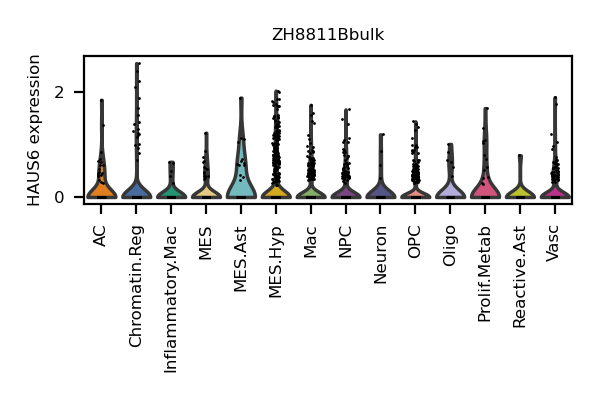 ZH8811Bbulk
HAUS6 expression
2
0
AC
Chromatin.Reg
Inflammatory.Mac
MES
MES.Ast
MES.Hyp
Mac
NPC
Neuron
OPC
Oligo
Prolif.Metab
Reactive.Ast
Vasc